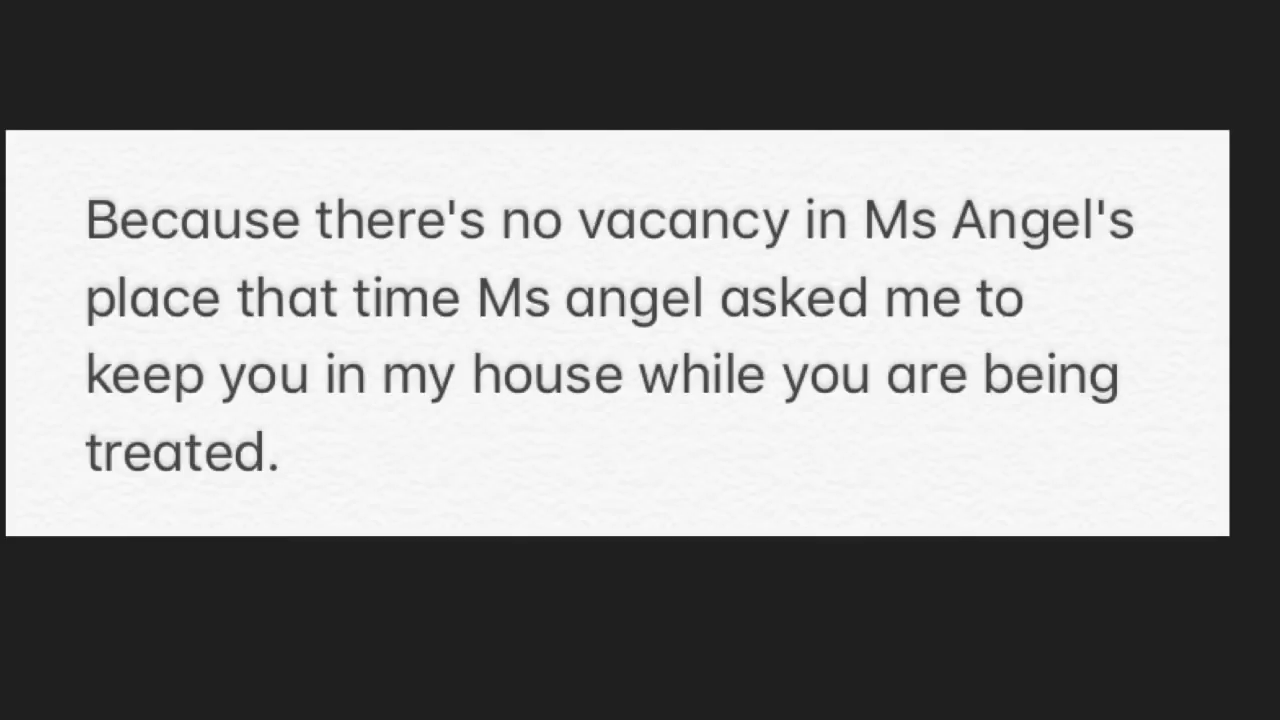 Because there's no vacancy in Ms Angel's
place that time Ms angel asked me to
keep you in my house while you are being
treated.